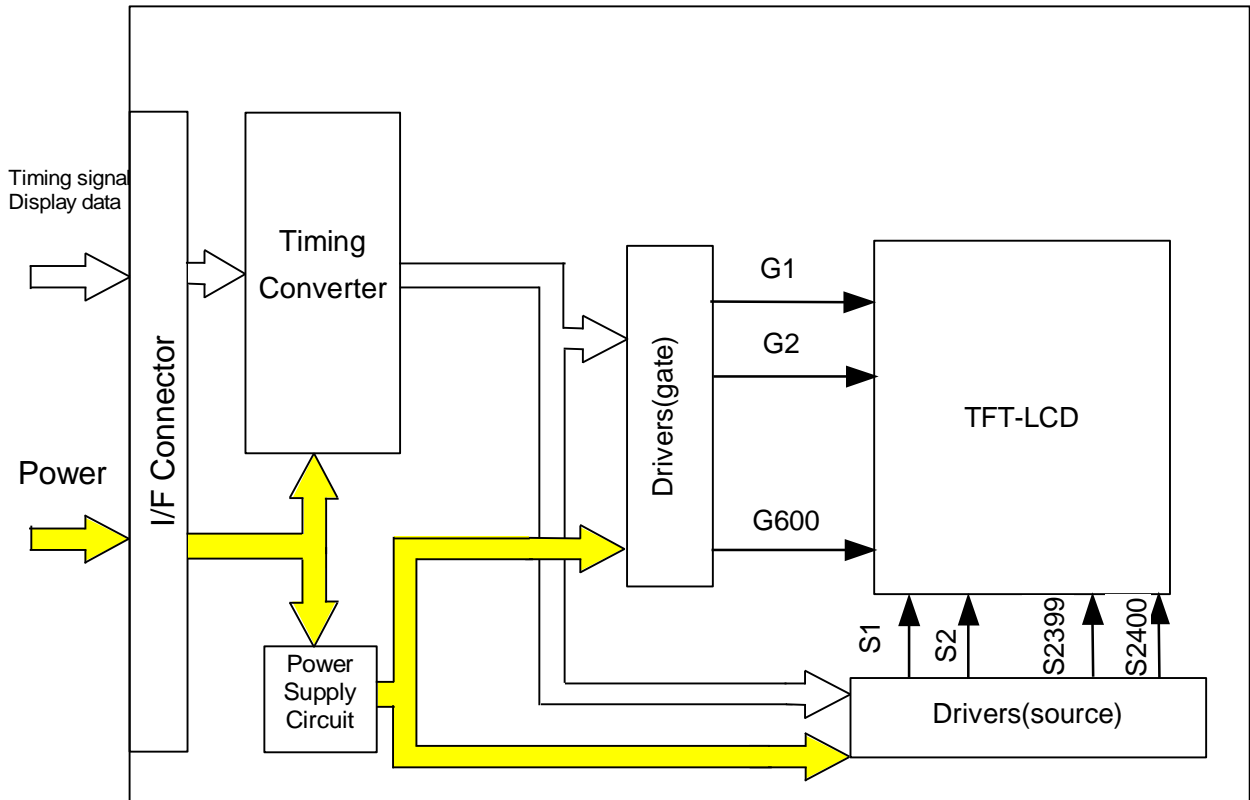 Timing signal
Display data
Power
I/F Connector
Timing
Converter
Power
Supply
Circuit
Drivers(gate)
G1
G2
G600
TFT-LCD
S1
S2
S2399
S2400
Drivers(source)